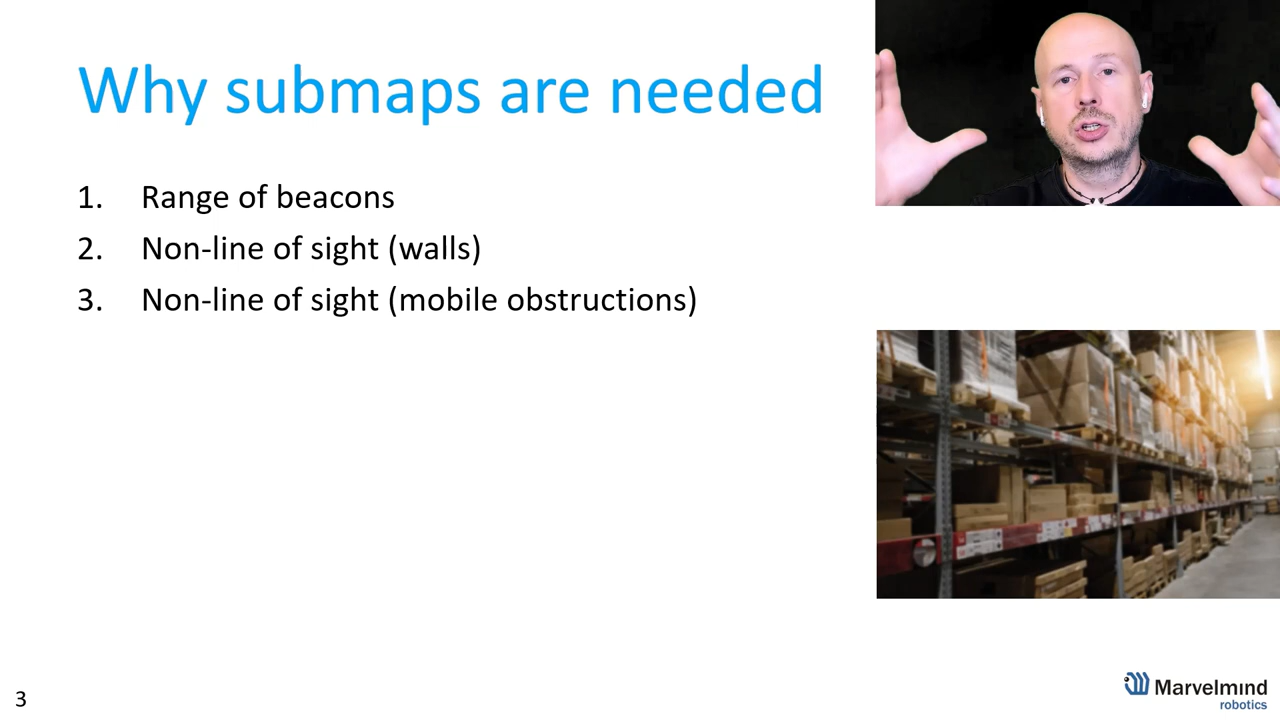 Why submaps are needed
1. Range of beacons
2. Non-line of sight (walls)
3. Non-line of sight (mobile obstructions)
3
Marvelmind
robotics